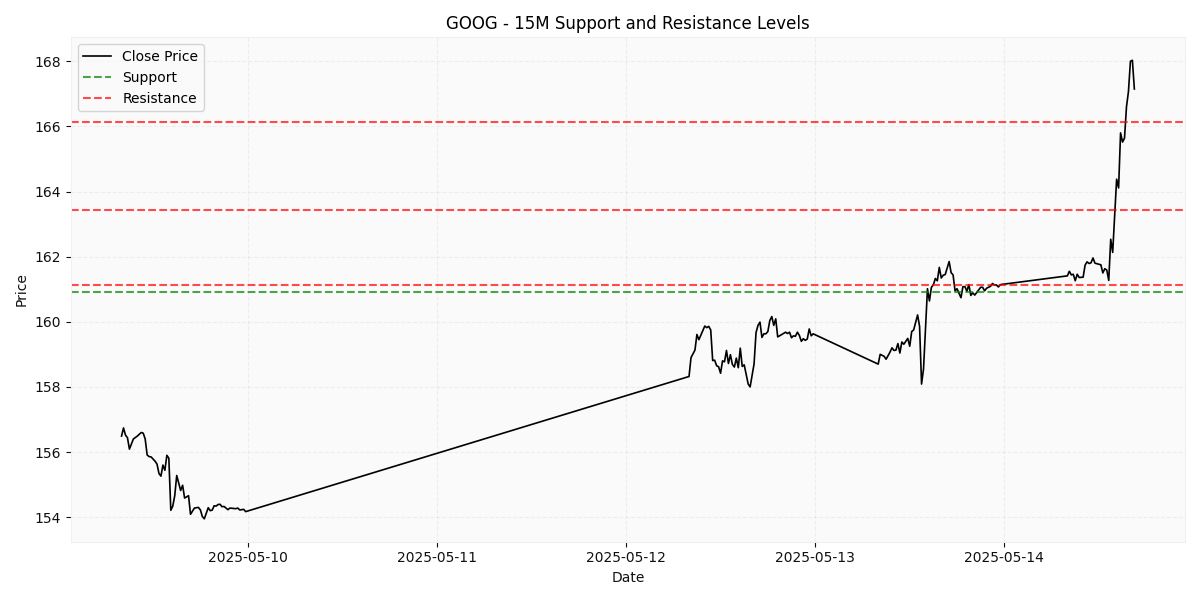 GOOG - 15M Support and Resistance Levels
Close Price
Support
Resistance
168
166
164
162
160
158
156
154
Price
2025-05-10
2025-05-11
2025-05-12
2025-05-13
2025-05-14
Date